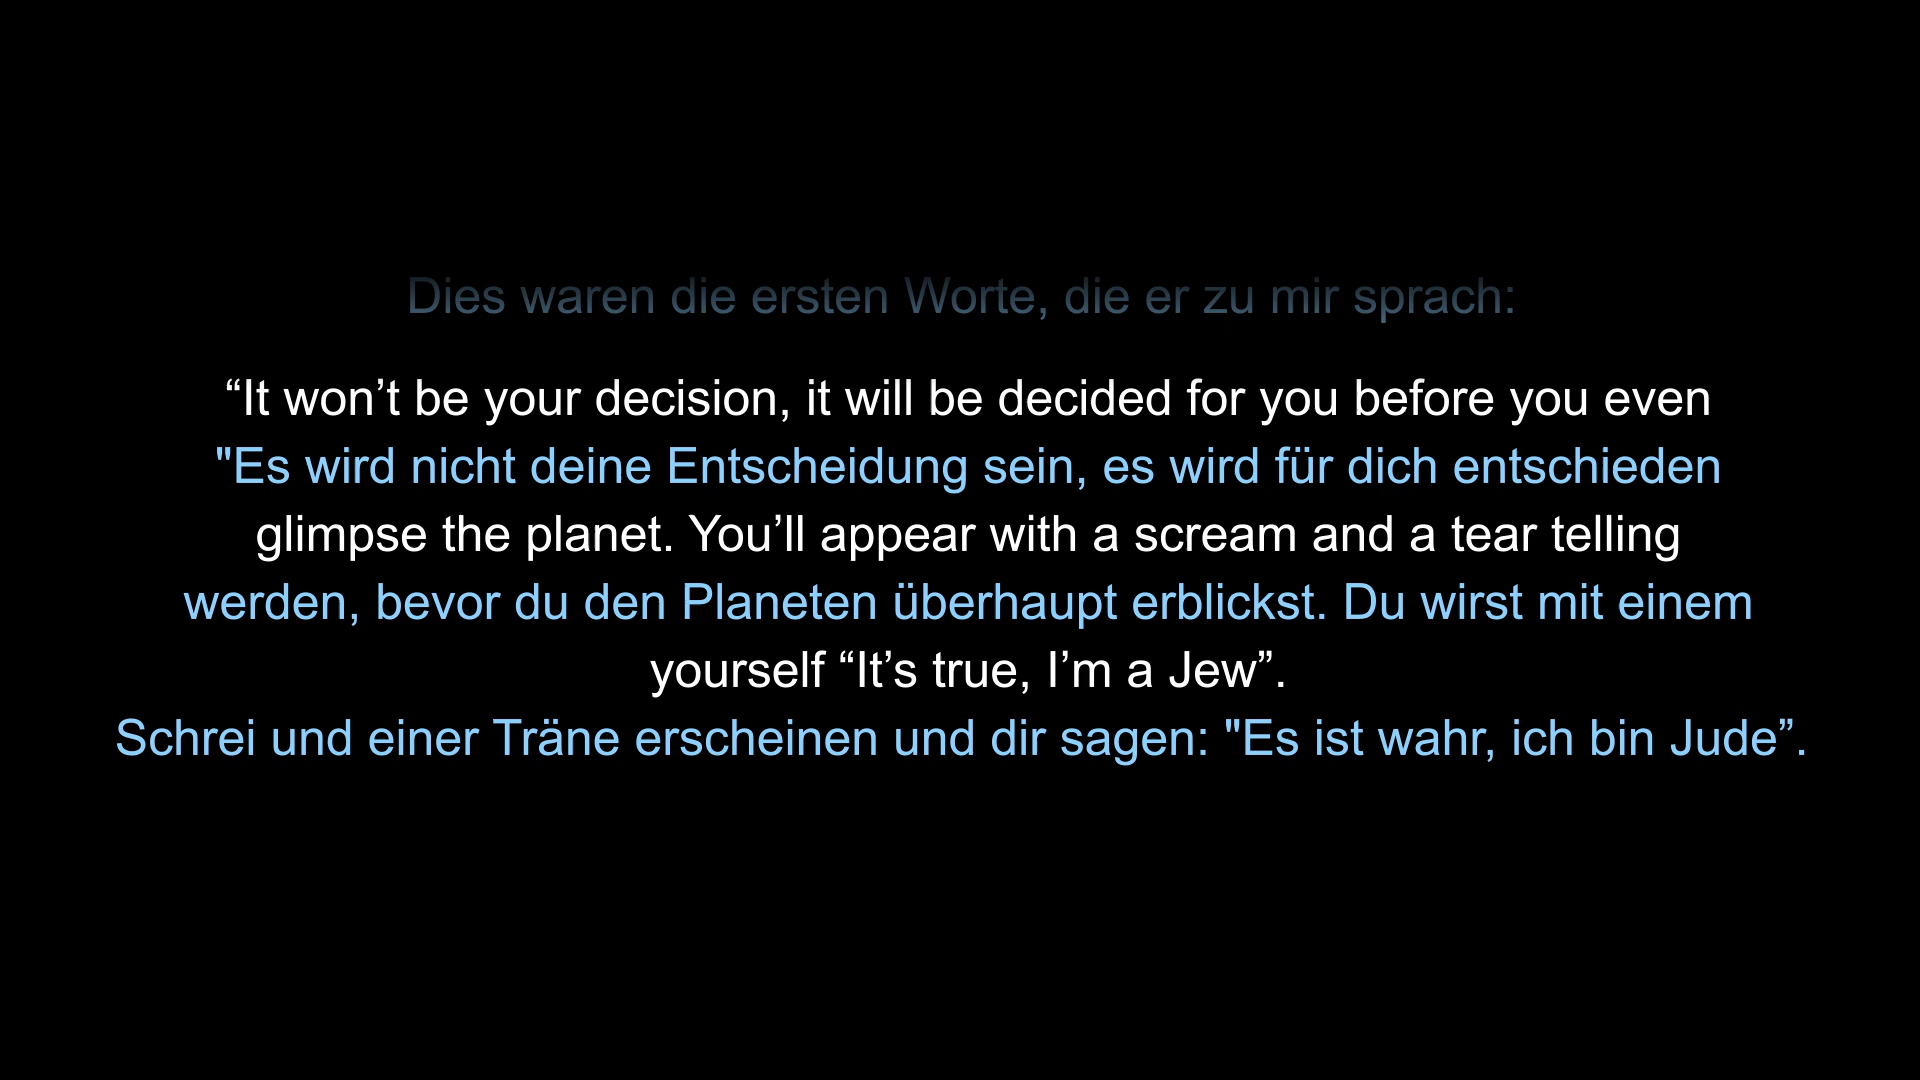 Dies waren die ersten Worte, die er zu mir sprach:
“It won’t be your decision, it will be decided for you before you even
"Es wird nicht deine Entscheidung sein, es wird für dich entschieden
glimpse the planet. You’ll appear with a scream and a tear telling
werden, bevor du den Planeten überhaupt erblickst. Du wirst mit einem
yourself “It’s true, I’m a Jew”.
Schrei und einer Träne erscheinen und dir sagen: "Es ist wahr, ich bin Jude”.